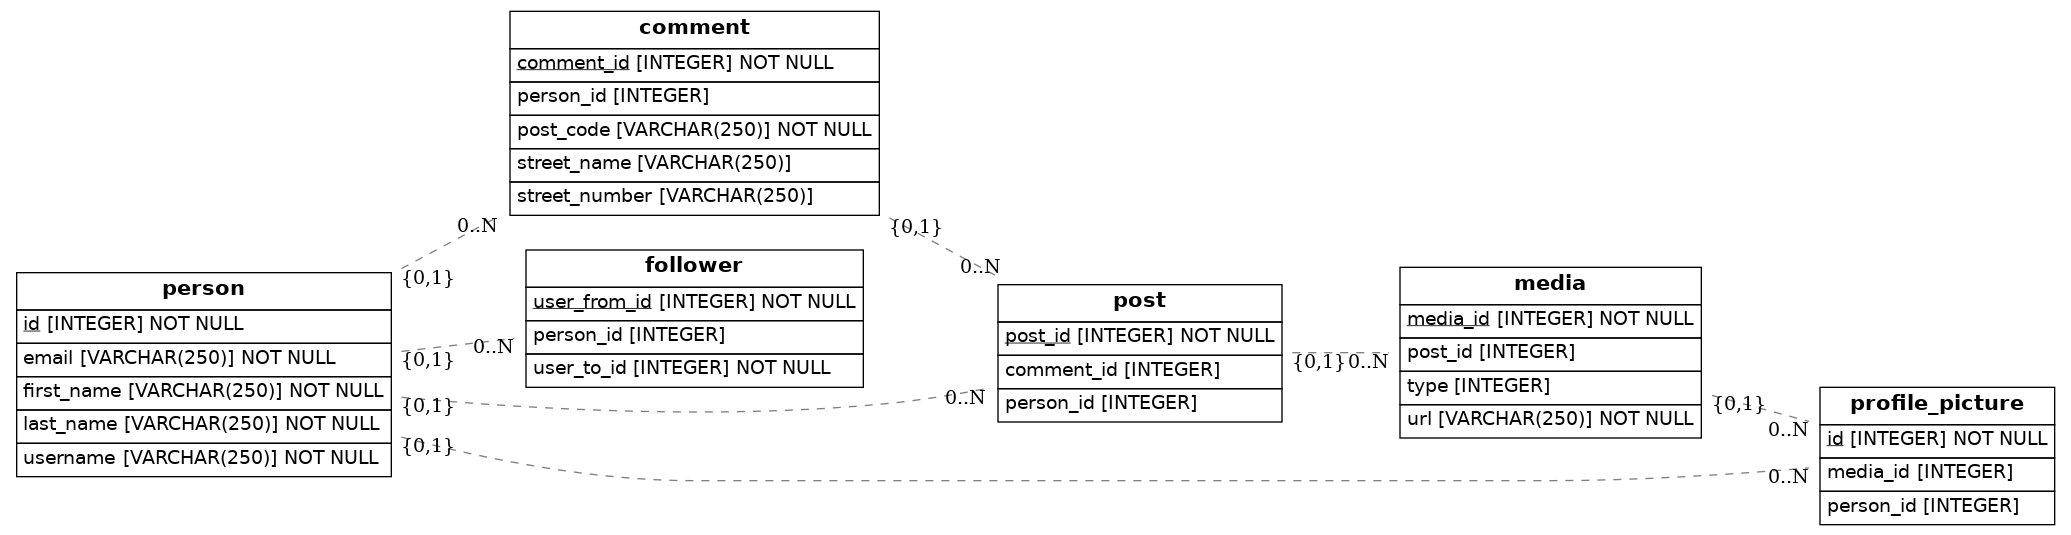 comment
comment_id [INTEGER] NOT NULL
person_id [INTEGER]
post_code [VARCHAR(250)] NOT NULL
street_name [VARCHAR(250)]
street_number [VARCHAR(250)]
0..N
{0,1}
{0,1}
0..N
person
id [INTEGER] NOT NULL
email [VARCHAR(250)] NOT NULL
first_name [VARCHAR(250)] NOT NULL
last_name [VARCHAR(250)] NOT NULL
username [VARCHAR(250)] NOT NULL
{0,1}
0..N
{0,1}
0..N
{0,1}
0..N
follower
user_from_id [INTEGER] NOT NULL
person_id [INTEGER]
user_to_id [INTEGER] NOT NULL
post
post_id [INTEGER] NOT NULL
comment_id [INTEGER]
person_id [INTEGER]
{0,1}
0..N
media
media_id [INTEGER] NOT NULL
post_id [INTEGER]
type [INTEGER]
url [VARCHAR(250)] NOT NULL
{0,1}
0..N
profile_picture
id [INTEGER] NOT NULL
media_id [INTEGER]
person_id [INTEGER]